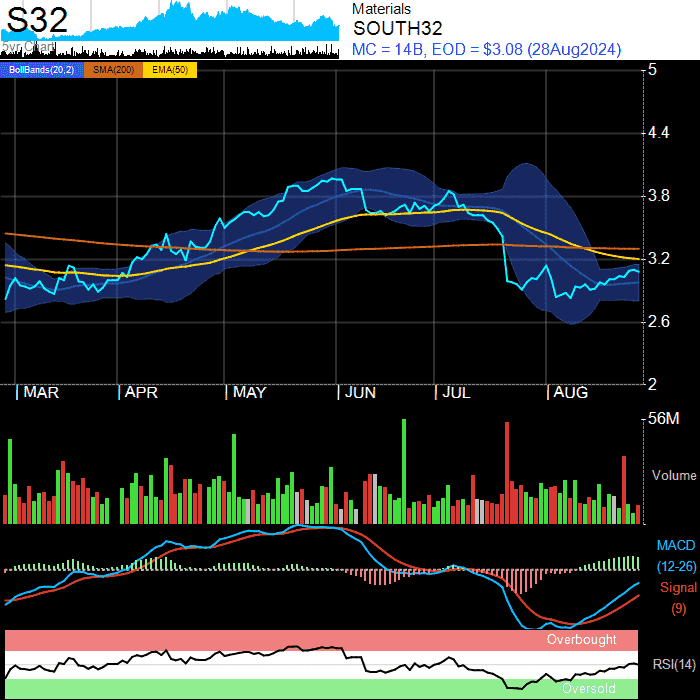 S32
5yr Chart
Materials
SOUTH32
MC = 14B, EOD = $3.08 (28Aug2024)
BollBands(20,2) SMA(200) EMA(50)
5
4.4
3.8
3.2
2.6
2
| MAR | APR | MAY | JUN | JUL | AUG
56M
Volume
MACD
(12-26)
Signal
(9)
Overbought
RSI(14)
Oversold